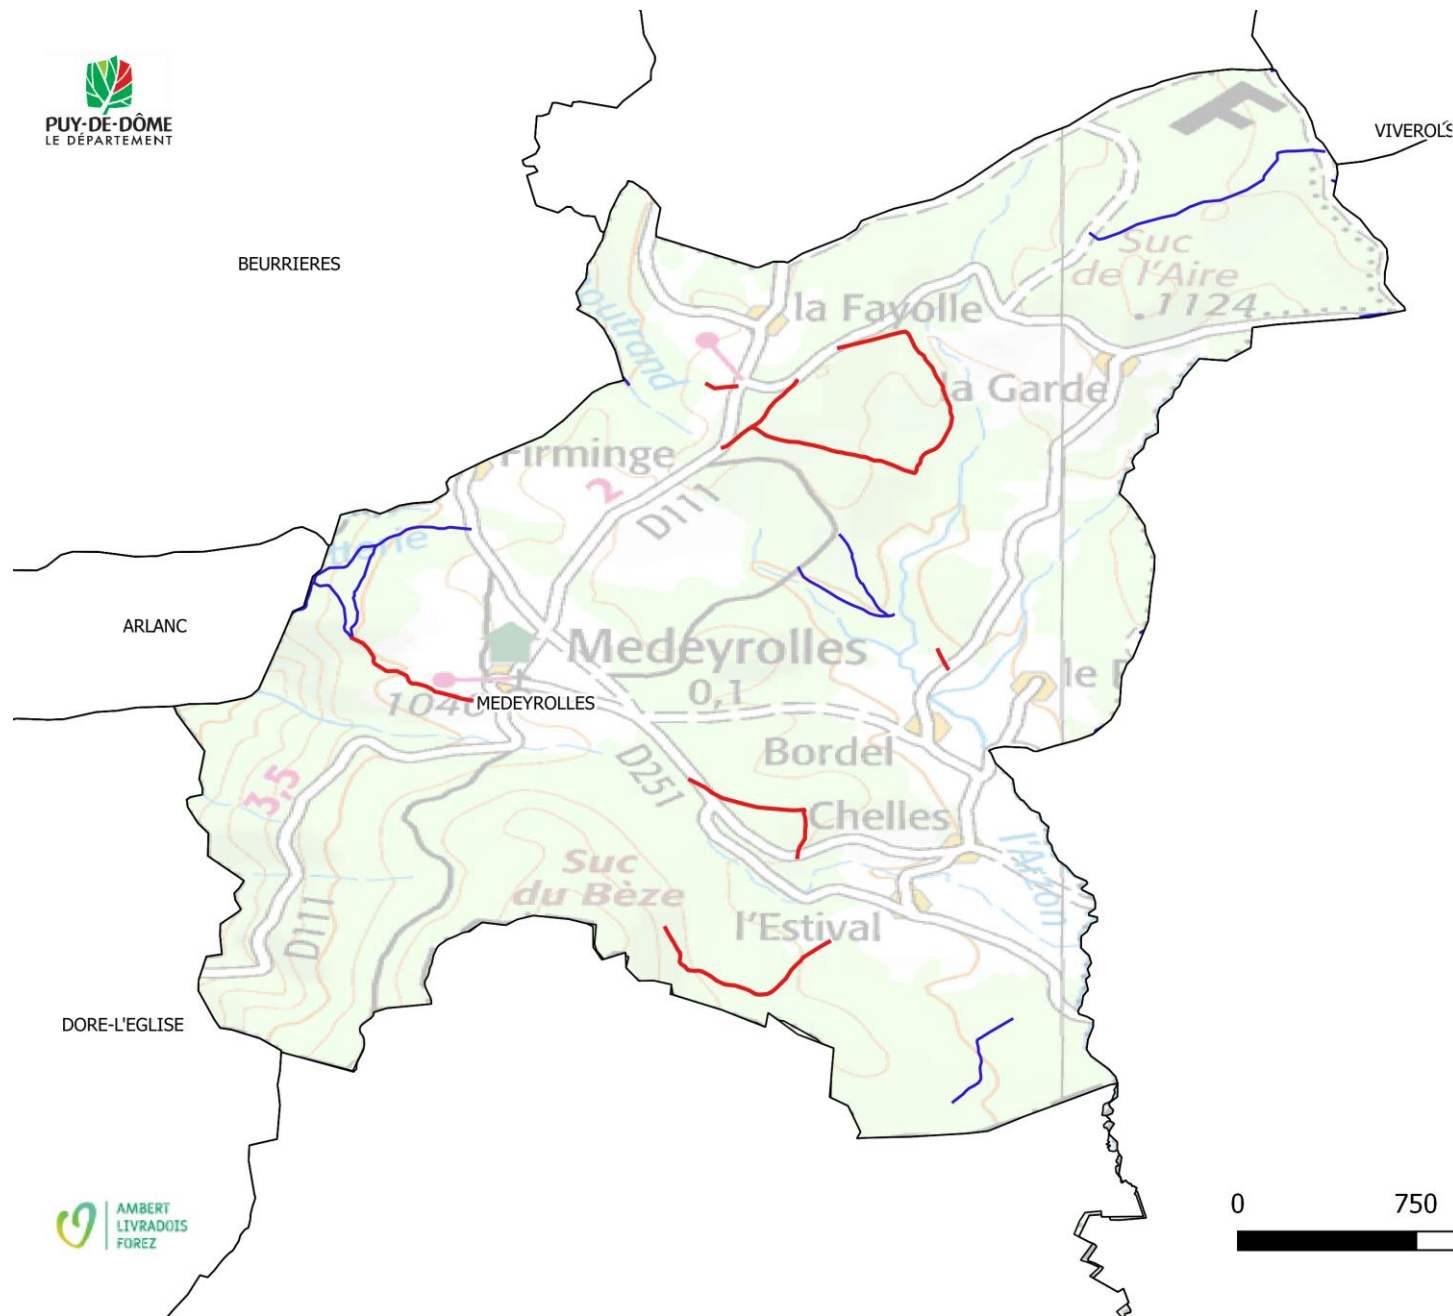 PUY-DE-DÔME
LE DÉPARTEMENT
VIVEROLS
BEURRIERES
Suc
de l'Aire
1124
la Fayolle
la Garde
Firminge
2
D111
ARLANC
Medeyrolles
0,1
le
1040
MEDEYROLLES
Bordel
D251
3,5
Chelles
Suc
du Bèze
l'Arzon
l'Estival
D111
DORE-L'EGLISE
AMBERT
LIVRADOIS
FOREZ
0 750